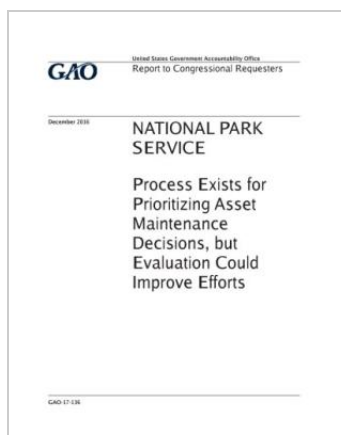 United States Government Accountability Office
GAO
Report to Congressional Requesters
December 2016
NATIONAL PARK
SERVICE
Process Exists for
Prioritizing Asset
Maintenance
Decisions, but
Evaluation Could
Improve Efforts
GAO-17-136